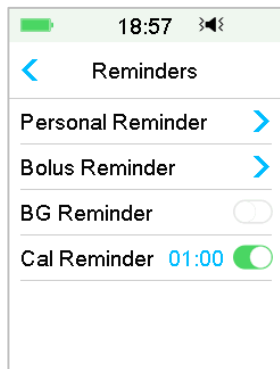 18:57
Reminders
Personal Reminder
Bolus Reminder
BG Reminder
Cal Reminder 01:00